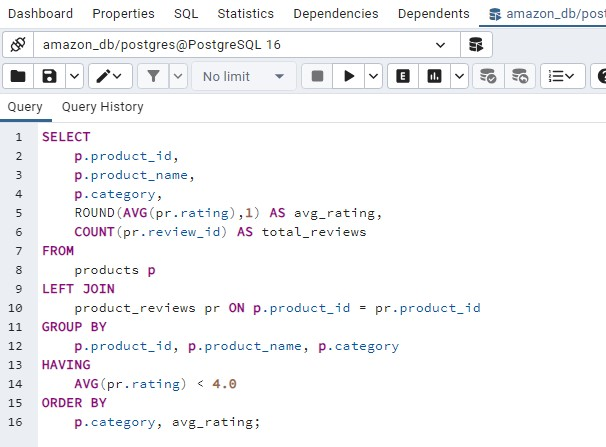 Dashboard Properties SQL Statistics Dependencies Dependents amazon_db/post
amazon_db/postgres@PostgreSQL 16
No limit
E
Query Query History
1 SELECT
2     p.product_id,
3     p.product_name,
4     p.category,
5     ROUND(AVG(pr.rating),1) AS avg_rating,
6     COUNT(pr.review_id) AS total_reviews
7 FROM
8     products p
9 LEFT JOIN
10     product_reviews pr ON p.product_id = pr.product_id
11 GROUP BY
12     p.product_id, p.product_name, p.category
13 HAVING
14     AVG(pr.rating) < 4.0
15 ORDER BY
16     p.category, avg_rating;